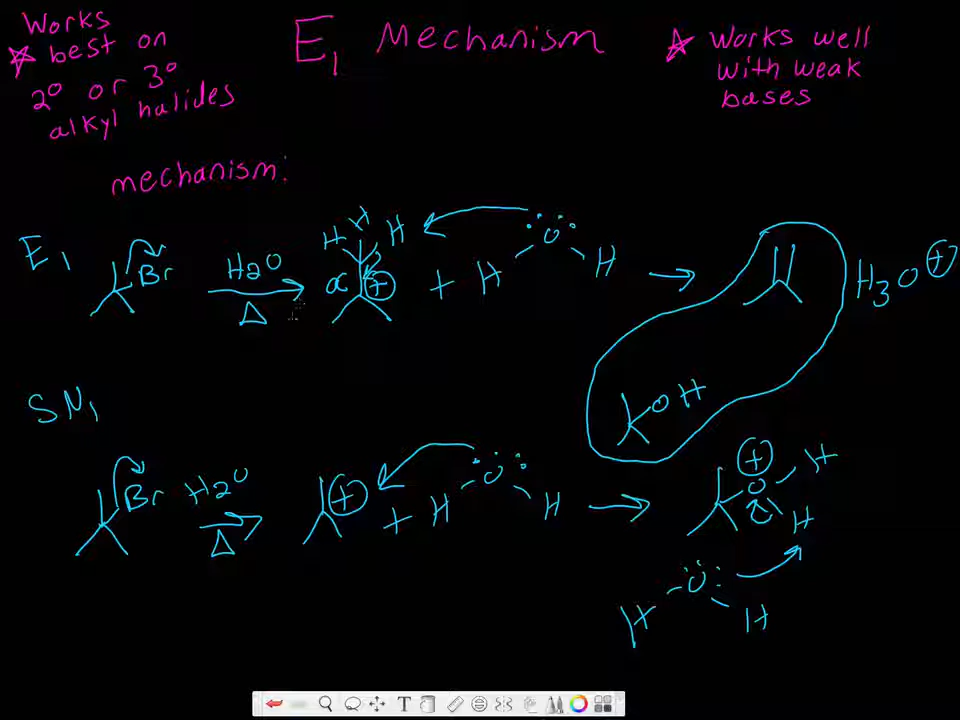 Works
best on
2° or 3°
alkyl halides
E1 Mechanism
Works well
with weak
bases
mechanism:
E1
Br
H2O
Δ
H H H
α
+
+ H O H
H3O+
OH
SN1
Br
H2O
Δ
+
+ H O H
+
O H
H
H O H
T